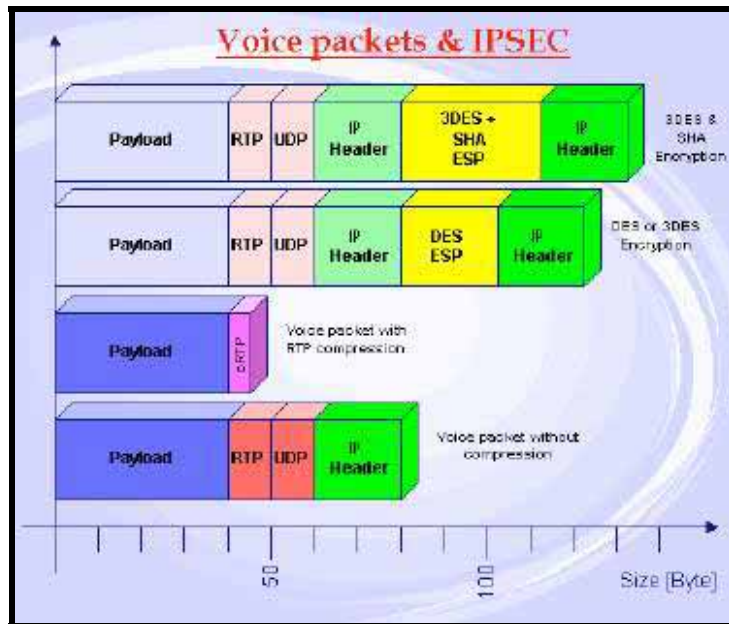 Voice packets & IPSEC
Payload
RTP
UDP
IP
Header
3DES +
SHA
ESP
IP
Header
3DES &
SHA
Encryption
Payload
RTP
UDP
IP
Header
DES
ESP
IP
Header
DES or 3DES
Encryption
Payload
cRTP
Voice packet with
RTP compression
Payload
RTP
UDP
IP
Header
Voice packet without
compression
50
100
Size [Byte]